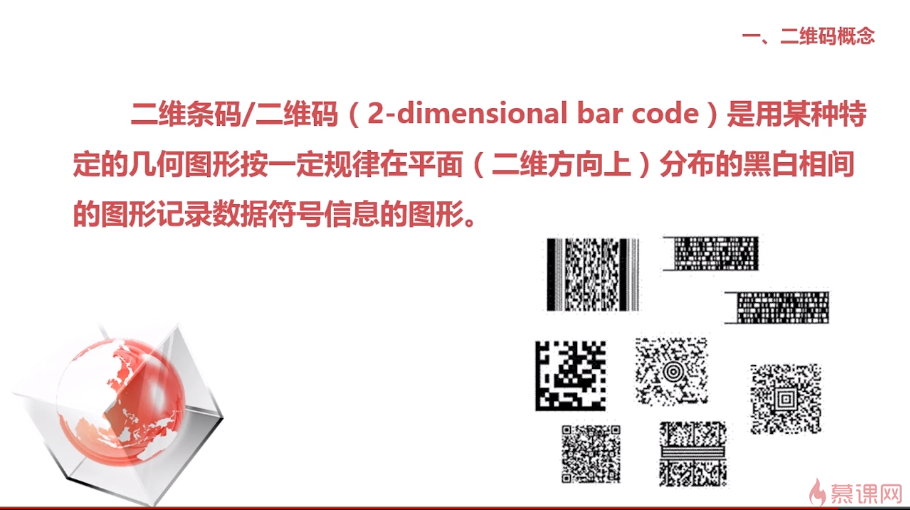 一、二维码概念
二维条码/二维码（2-dimensional bar code）是用某种特
定的几何图形按一定规律在平面（二维方向上）分布的黑白相间
的图形记录数据符号信息的图形。
慕课网